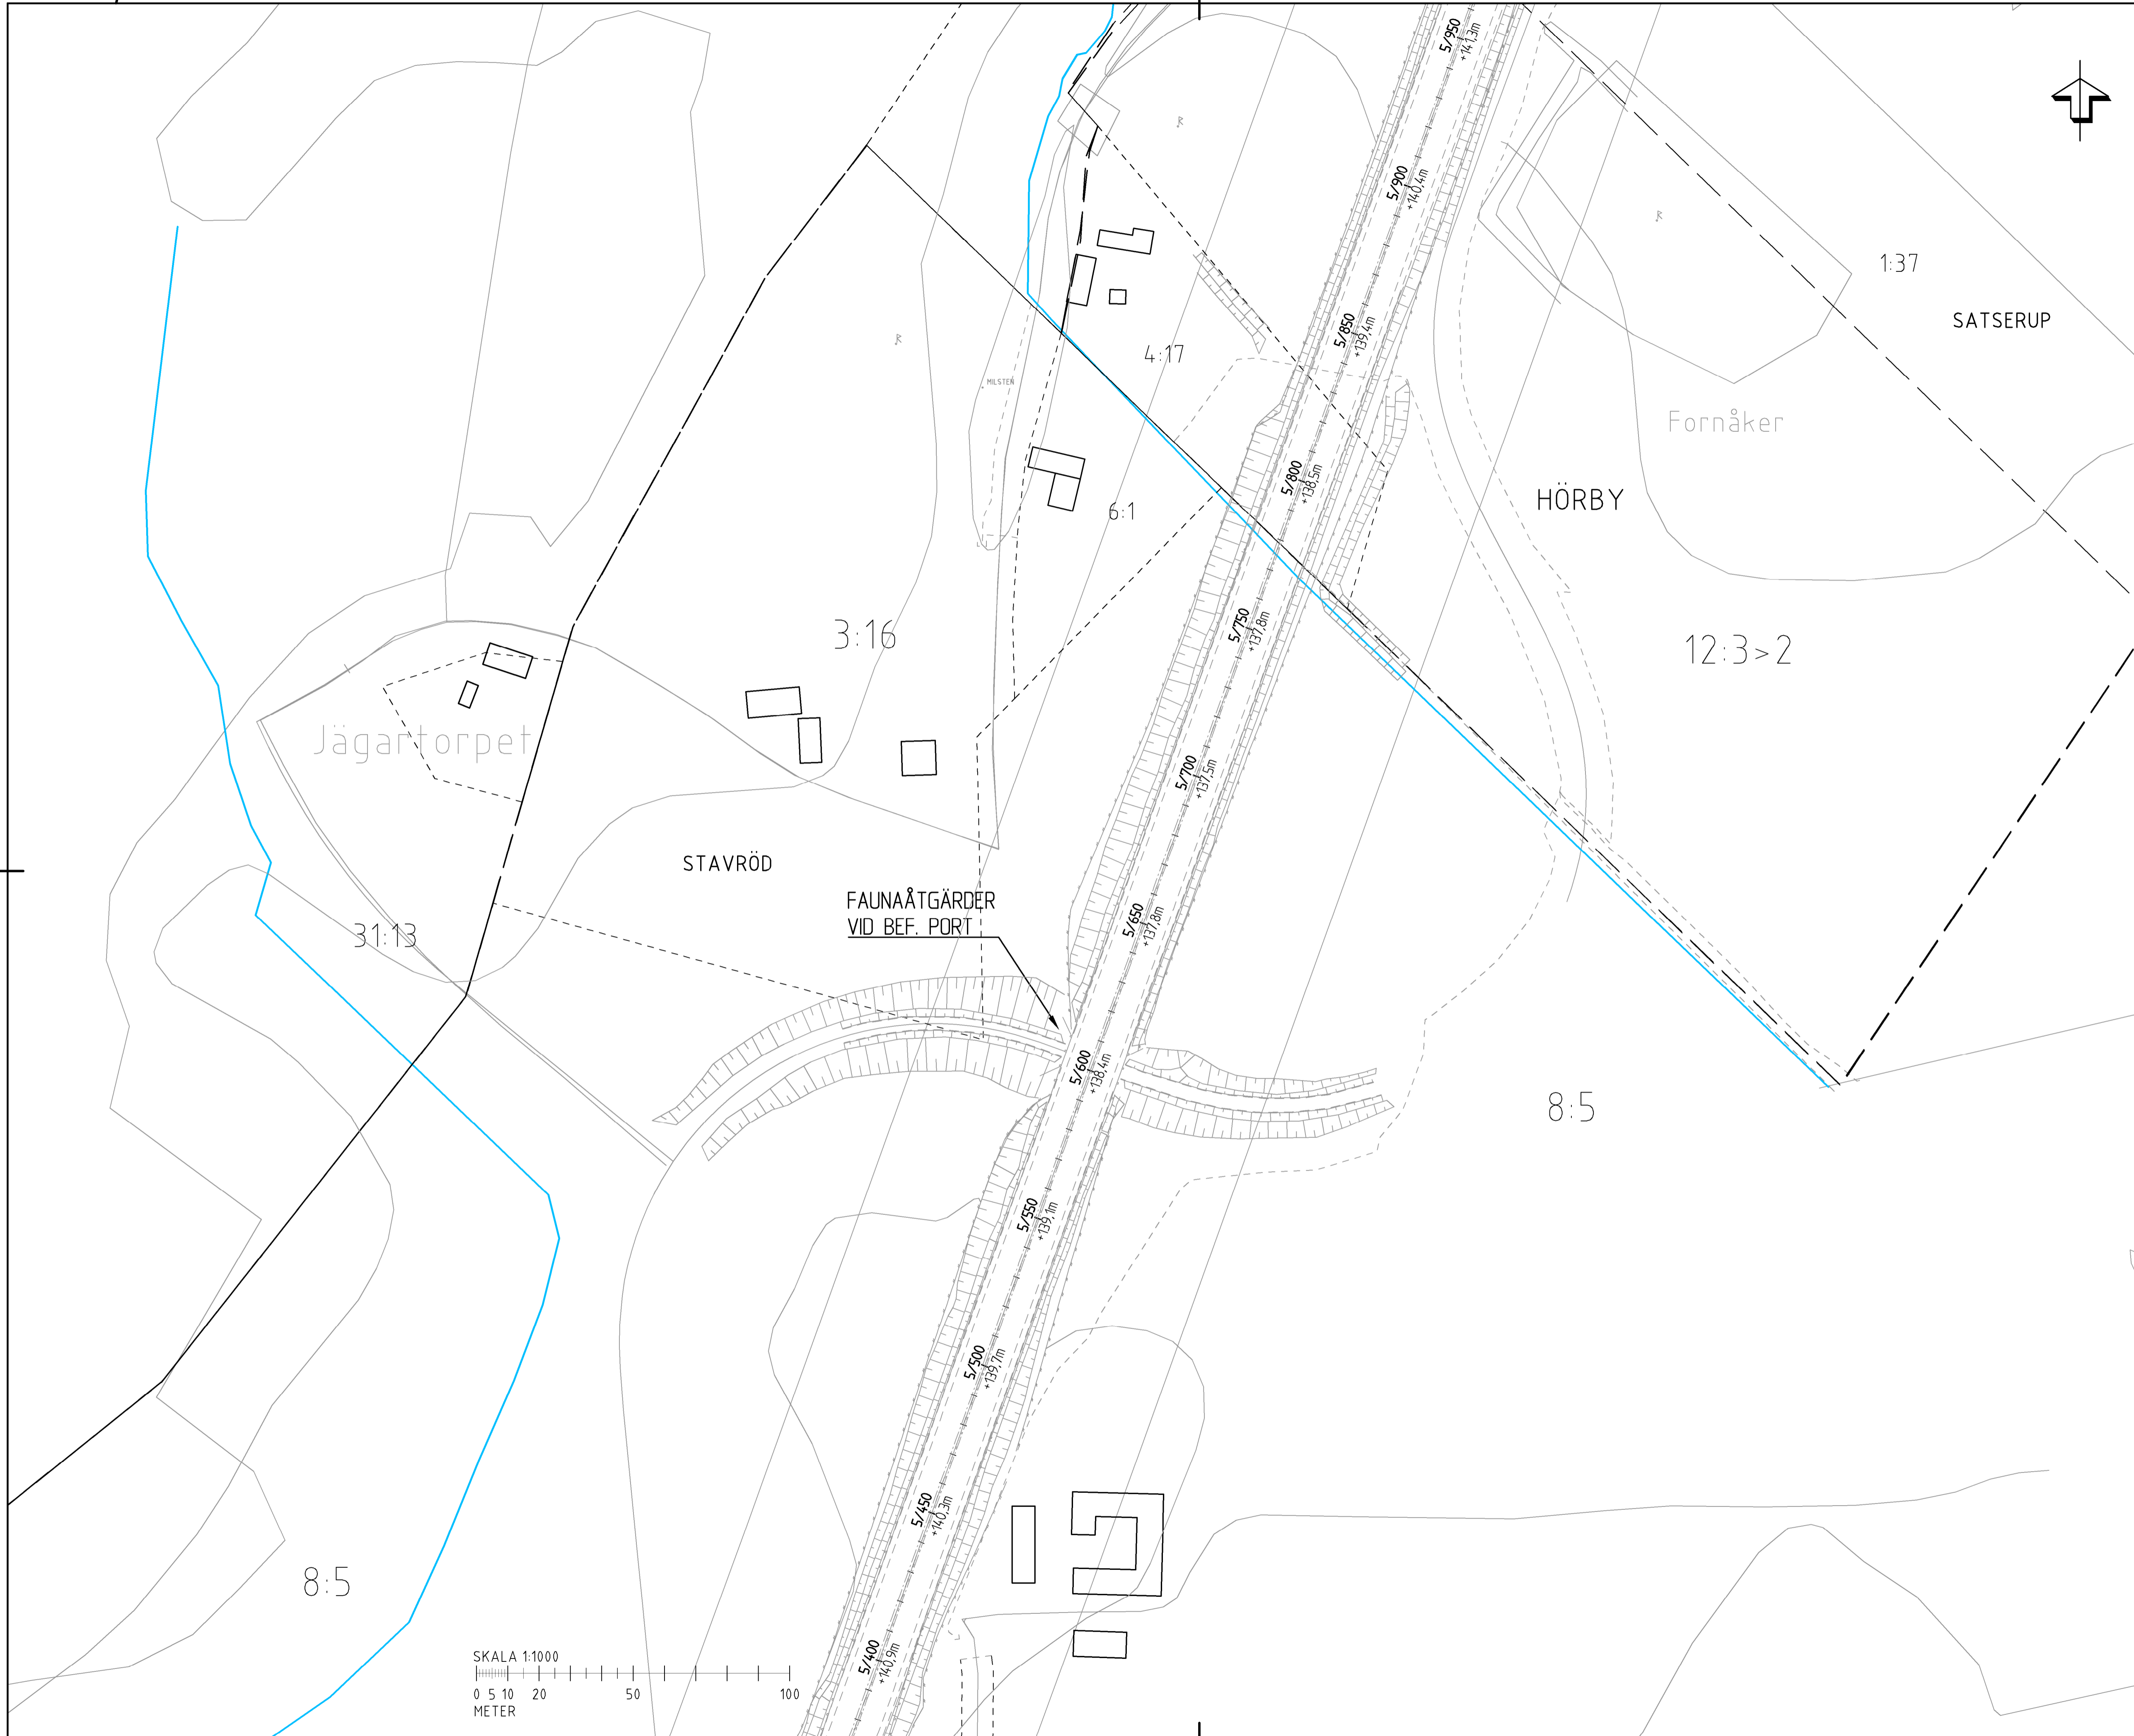 5/950
+141,3m
5/900
+140,4m
1:37
SATSERUP
5/850
+139,4m
4:17
MILSTEN
Fornåker
5/800
+138,5m
HÖRBY
6:1
3:16
5/750
+137,8m
12:3>2
Jägartorpet
5/700
+137,5m
STAVRÖD
FAUNAÅTGÄRDER
VID BEF. PORT
31:13
5/650
+137,8m
5/600
+138,4m
8:5
5/550
+139,1m
5/500
+139,7m
5/450
+140,3m
8:5
5/400
+140,9m
SKALA 1:1000
0 5 10 20 50 100
METER